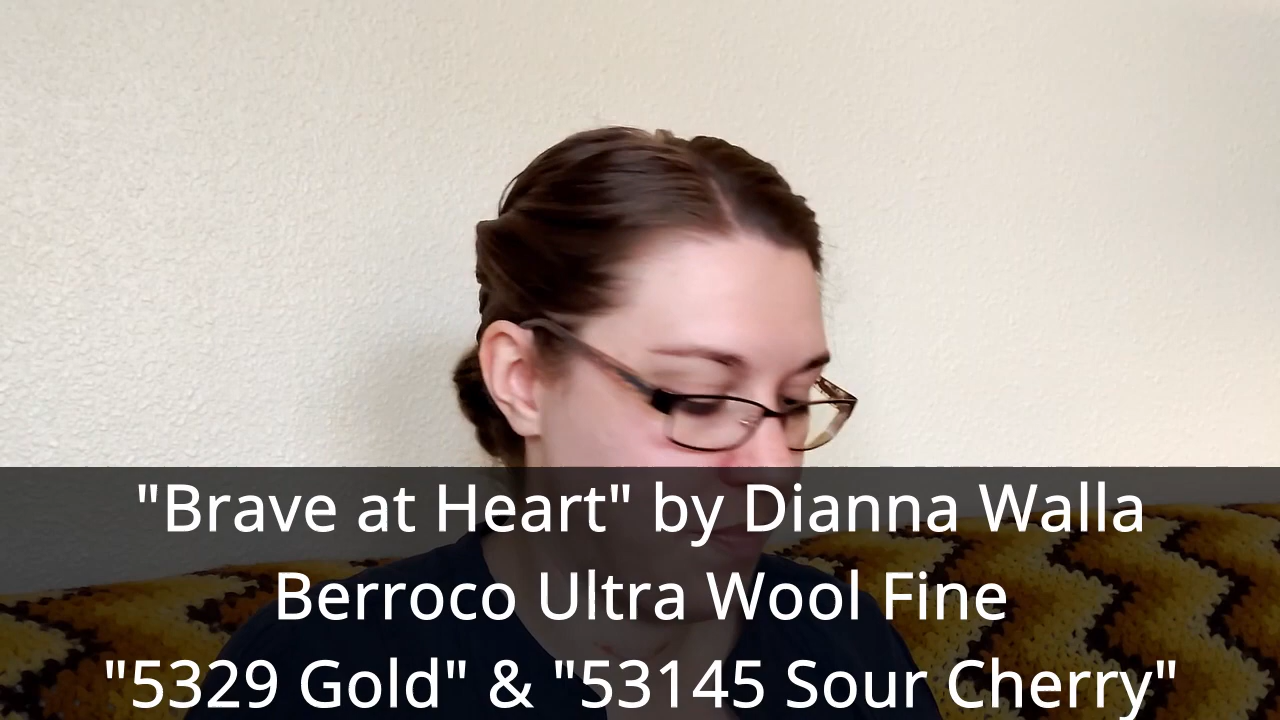 "Brave at Heart" by Dianna Walla
Berroco Ultra Wool Fine
"5329 Gold" & "53145 Sour Cherry"